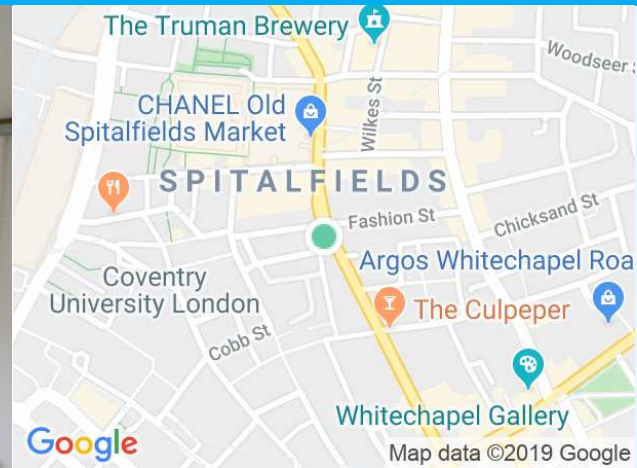 The Truman Brewery
Woodseer
CHANEL Old
Spitalfields Market
Wilkes St
SPITALFIELDS
Fashion St
Chicksand St
Argos Whitechapel Roa
Coventry
University London
The Culpeper
Cobb St
Whitechapel Gallery
Google
Map data ©2019 Google